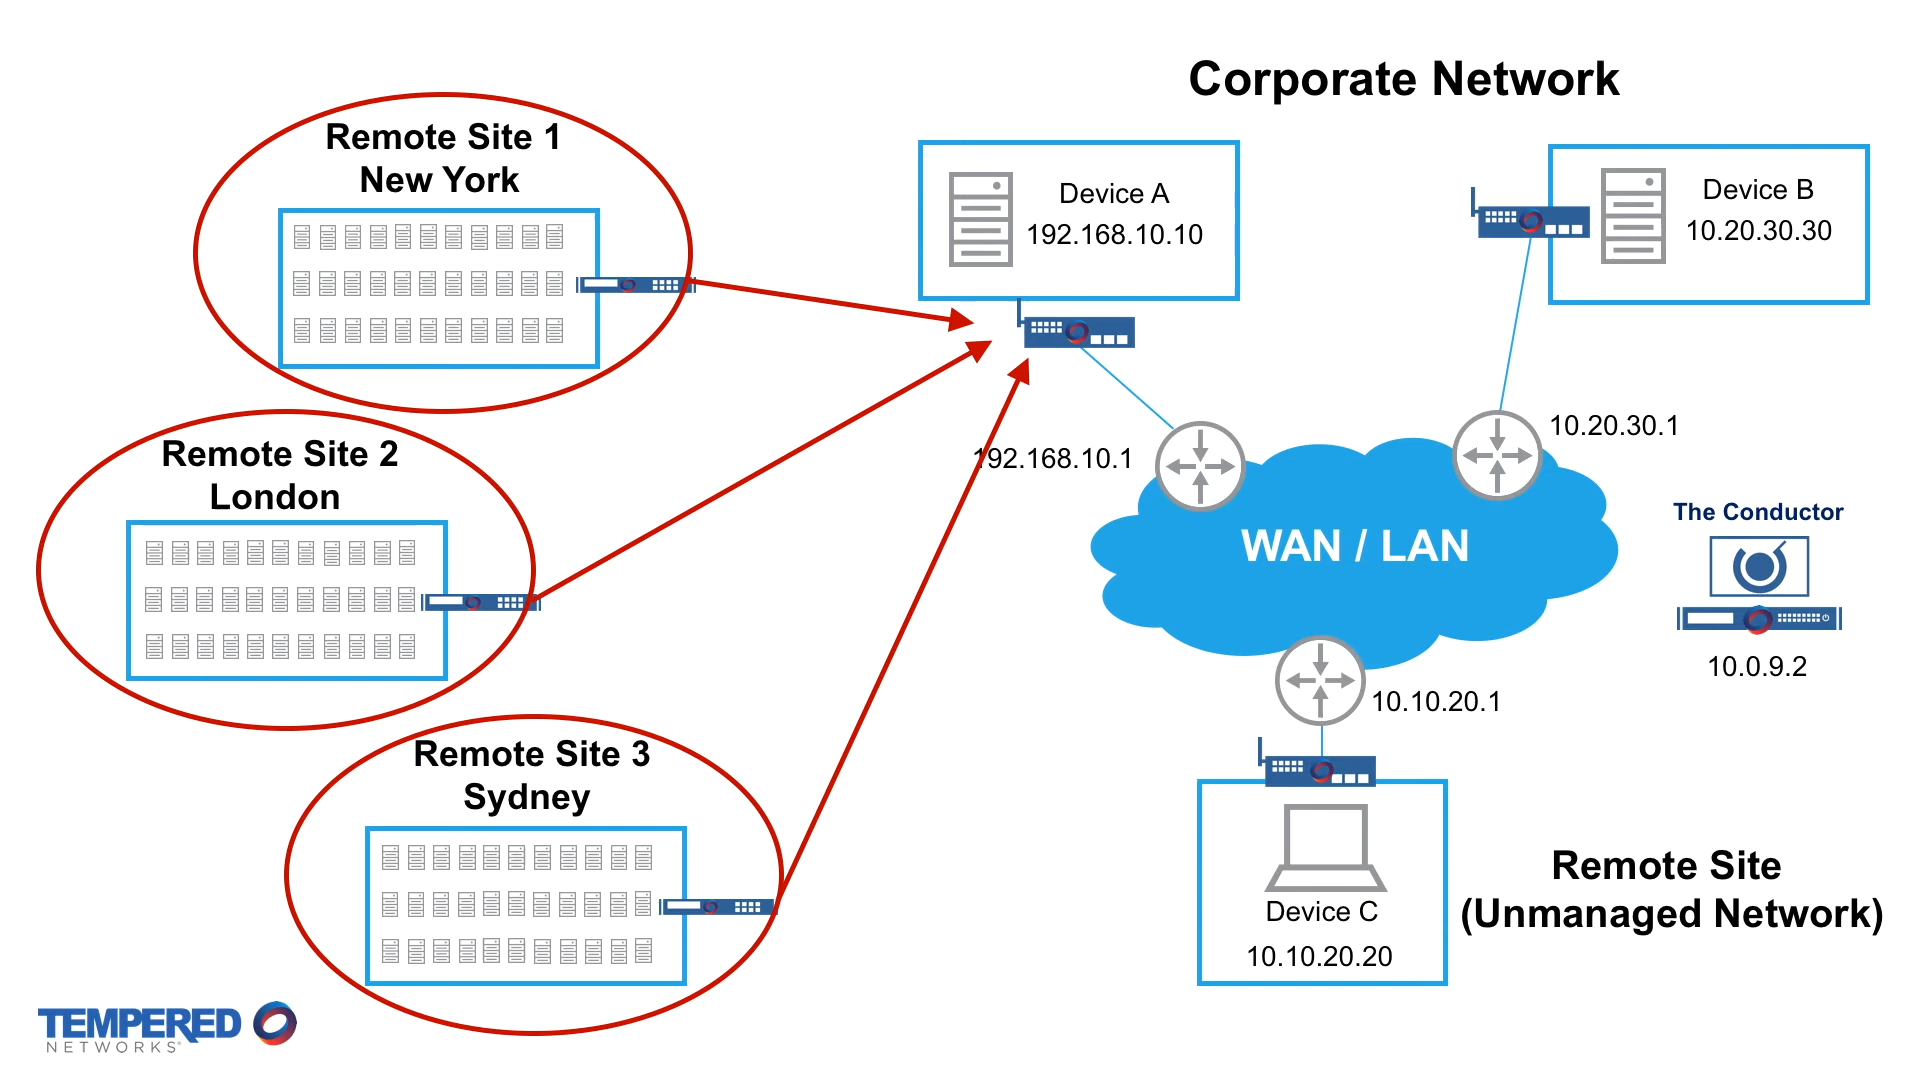 Corporate Network
Remote Site 1
New York
Device A
192.168.10.10
Device B
10.20.30.30
Remote Site 2
London
192.168.10.1
10.20.30.1
WAN / LAN
The Conductor
10.0.9.2
10.10.20.1
Remote Site 3
Sydney
Device C
10.10.20.20
Remote Site
(Unmanaged Network)
TEMPERED
NETWORKS®